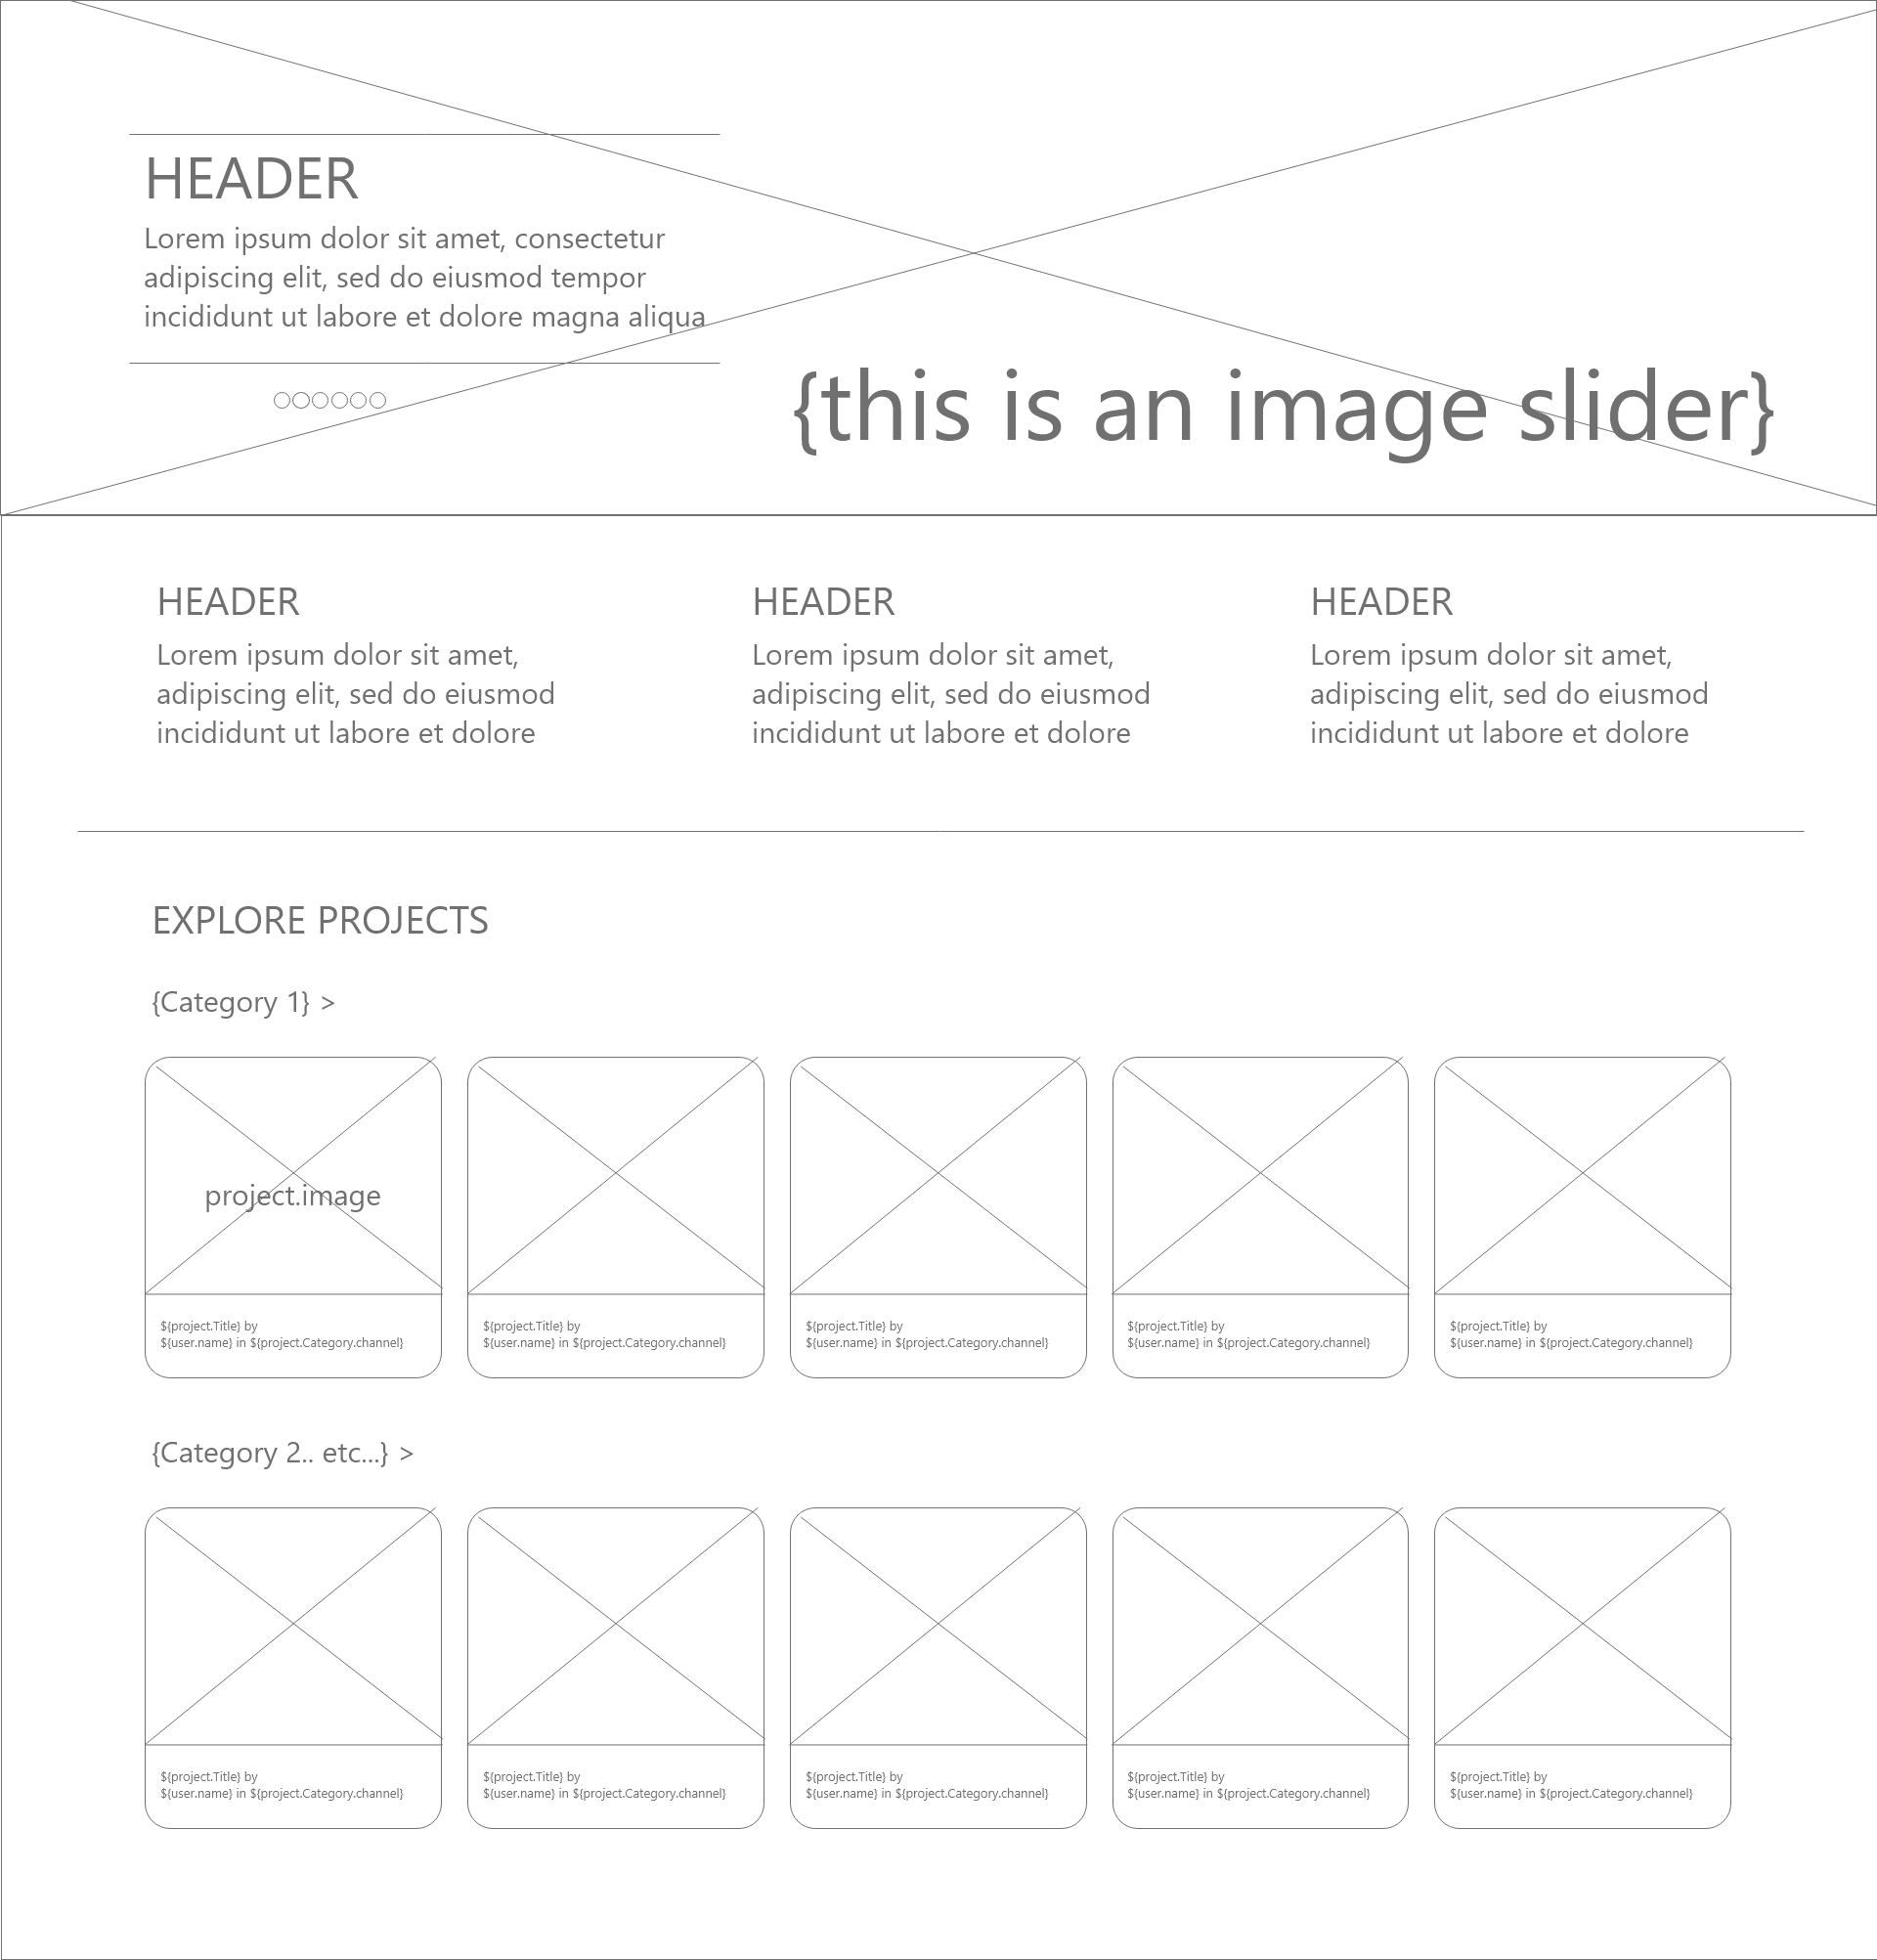 HEADER
Lorem ipsum dolor sit amet, consectetur
adipiscing elit, sed do eiusmod tempor
incididunt ut labore et dolore magna aliqua
{this is an image slider}
HEADER
Lorem ipsum dolor sit amet,
adipiscing elit, sed do eiusmod
incididunt ut labore et dolore
HEADER
Lorem ipsum dolor sit amet,
adipiscing elit, sed do eiusmod
incididunt ut labore et dolore
HEADER
Lorem ipsum dolor sit amet,
adipiscing elit, sed do eiusmod
incididunt ut labore et dolore
EXPLORE PROJECTS
{Category 1} >
project.image
${project.Title} by
${user.name} in ${project.Category.channel}
${project.Title} by
${user.name} in ${project.Category.channel}
${project.Title} by
${user.name} in ${project.Category.channel}
${project.Title} by
${user.name} in ${project.Category.channel}
${project.Title} by
${user.name} in ${project.Category.channel}
{Category 2.. etc...} >
${project.Title} by
${user.name} in ${project.Category.channel}
${project.Title} by
${user.name} in ${project.Category.channel}
${project.Title} by
${user.name} in ${project.Category.channel}
${project.Title} by
${user.name} in ${project.Category.channel}
${project.Title} by
${user.name} in ${project.Category.channel}